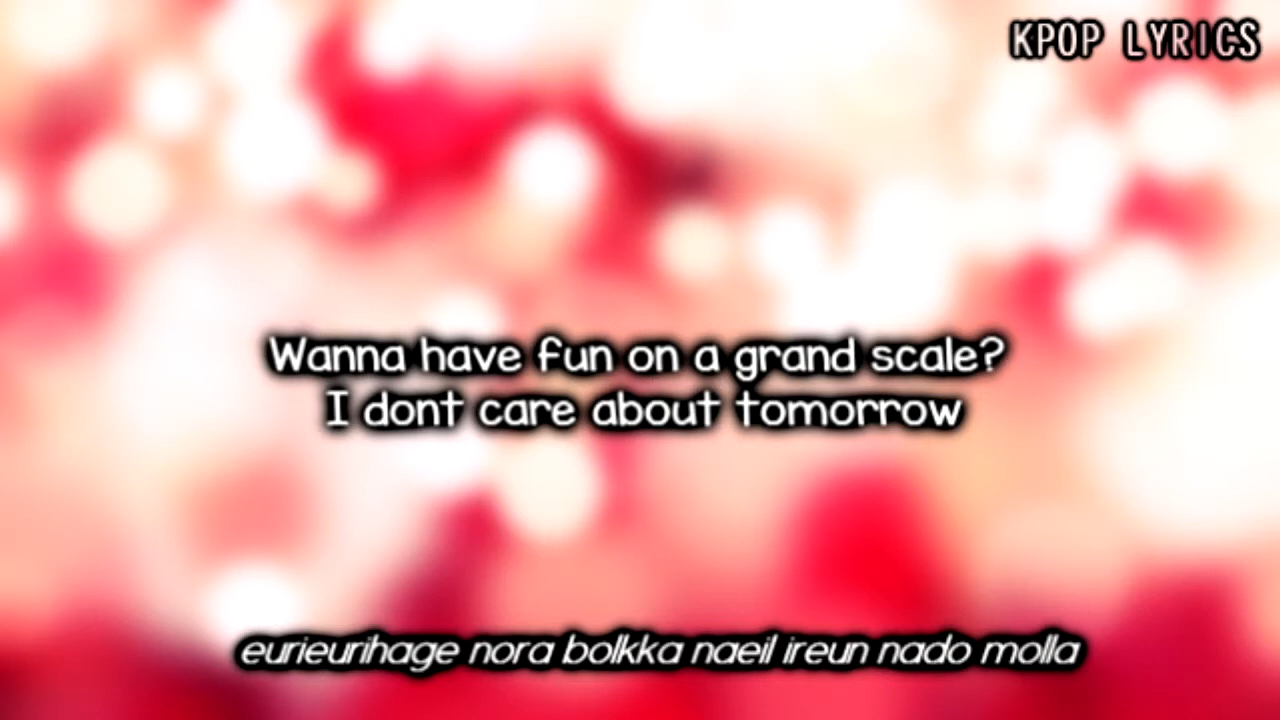 KPOP LYRICS
Wanna have fun on a grand scale?
I dont care about tomorrow
eurieurihage nora bolkka naeil ireun nado molla